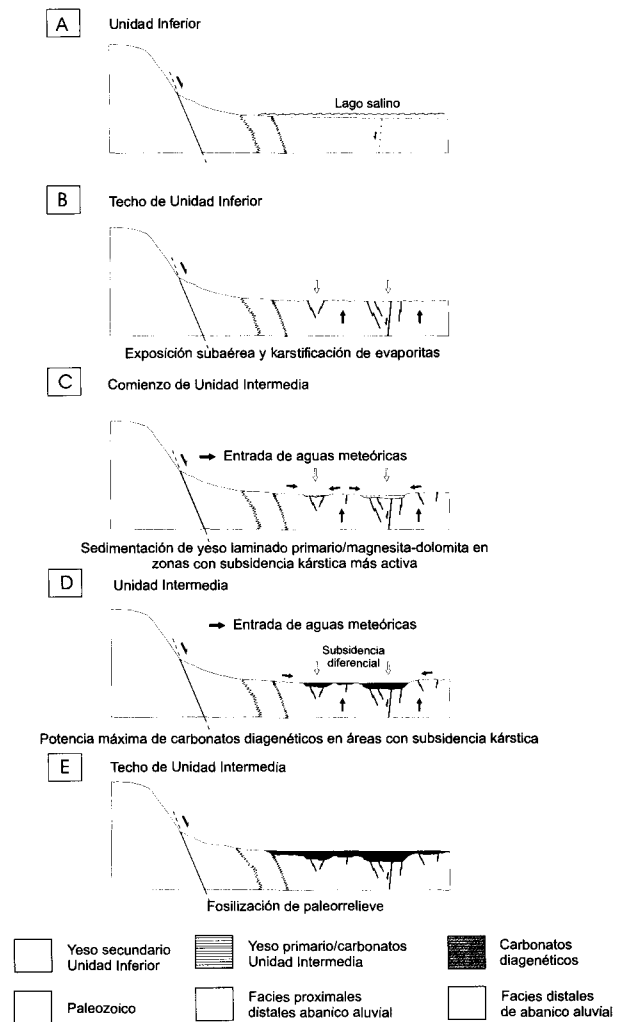 A
Unidad Inferior
Lago salino
B
Techo de Unidad Inferior
Exposición subaérea y karstificación de evaporitas
C
Comienzo de Unidad Intermedia
Entrada de aguas meteóricas
Sedimentación de yeso laminado primario/magnesita-dolomita en
zonas con subsidencia kárstica más activa
D
Unidad Intermedia
Entrada de aguas meteóricas
Subsidencia
diferencial
Potencia máxima de carbonatos diagenéticos en áreas con subsidencia kárstica
E
Techo de Unidad Intermedia
Fosilización de paleorrelieve
Yeso secundario
Unidad Inferior
Yeso primario/carbonatos
Unidad Intermedia
Carbonatos
diagenéticos
Paleozoico
Facies proximales
distales abanico aluvial
Facies distales
de abanico aluvial